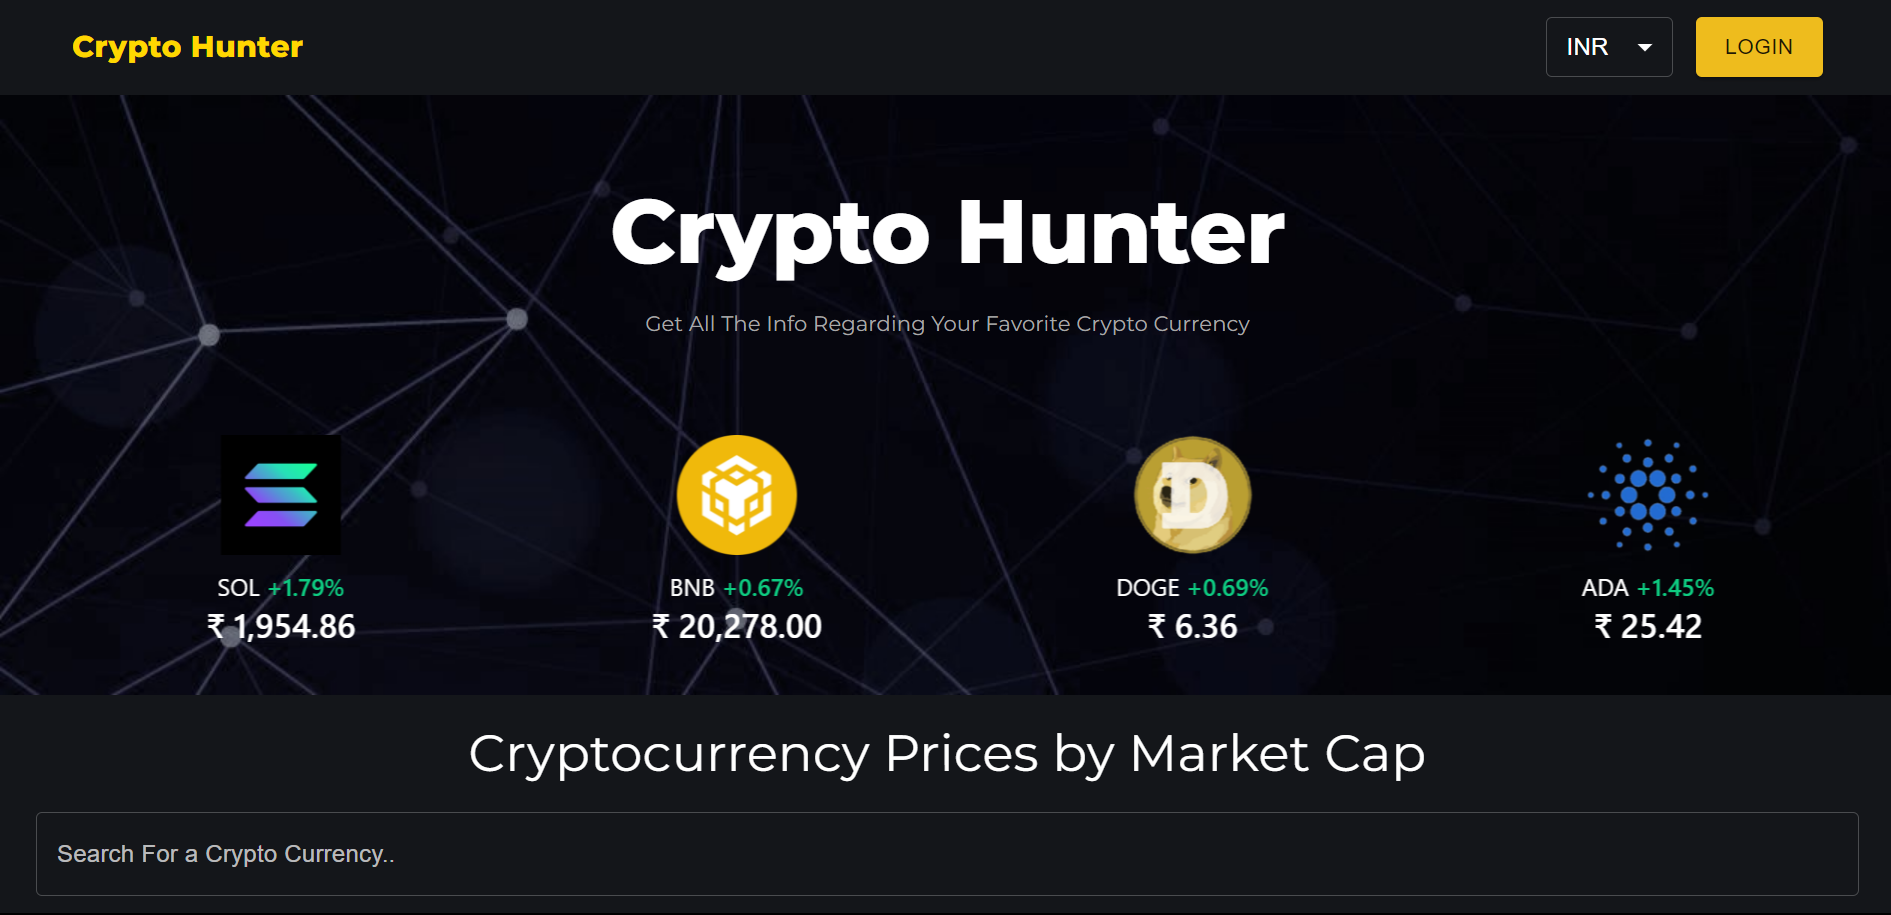 Crypto Hunter
INR
LOGIN
Crypto Hunter
Get All The Info Regarding Your Favorite Crypto Currency
SOL +1.79%
₹ 1,954.86
BNB +0.67%
₹ 20,278.00
DOGE +0.69%
₹ 6.36
ADA +1.45%
₹ 25.42
Cryptocurrency Prices by Market Cap
Search For a Crypto Currency..